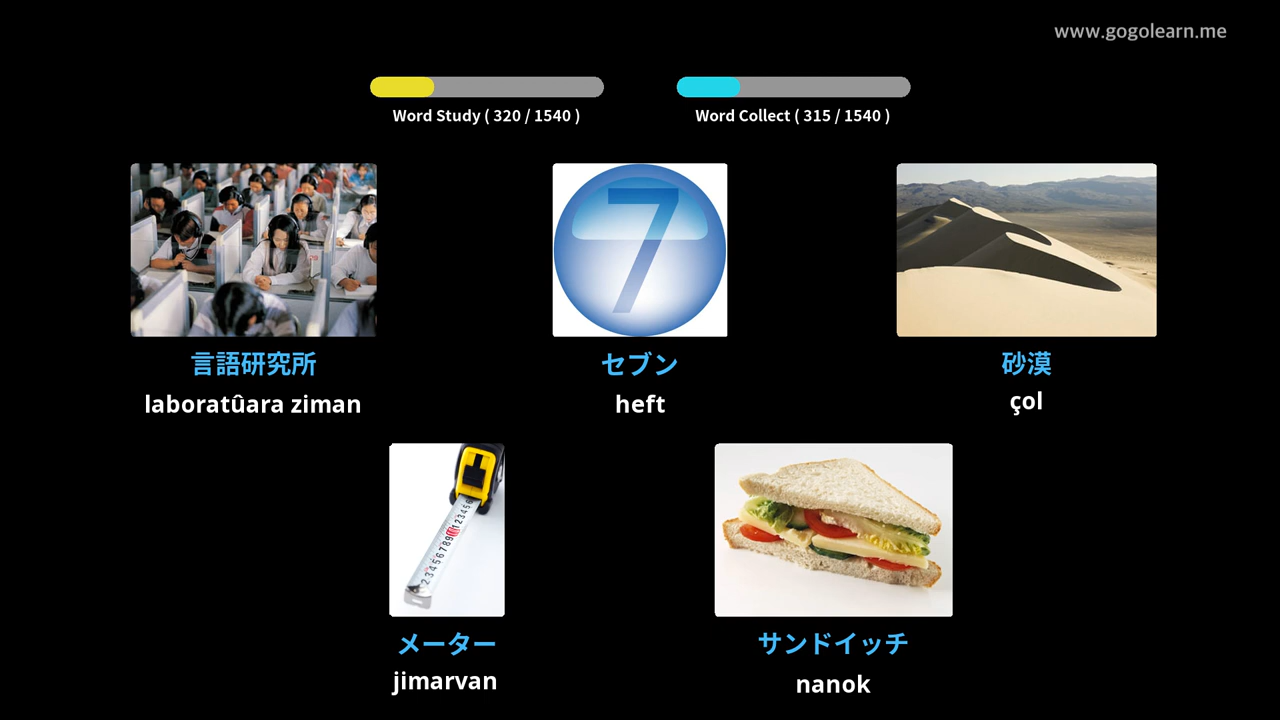 www.gogolearn.me
Word Study ( 320 / 1540 )
Word Collect ( 315 / 1540 )
7
言語研究所
laboratûara ziman
セブン
heft
砂漠
çol
メーター
jimarvan
サンドイッチ
nanok